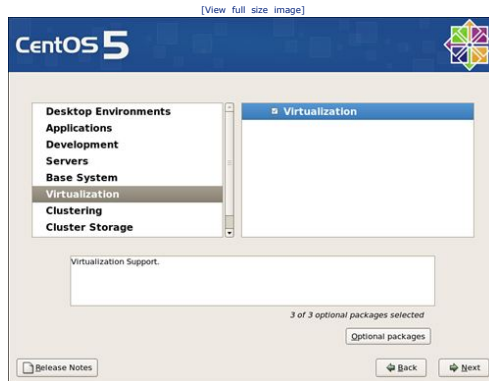 [View full size image]
CentOS 5
Desktop Environments
Applications
Development
Servers
Base System
Virtualization
Clustering
Cluster Storage
Virtualization
Virtualization Support.
3 of 3 optional packages selected
Optional packages
Release Notes
Back
Next